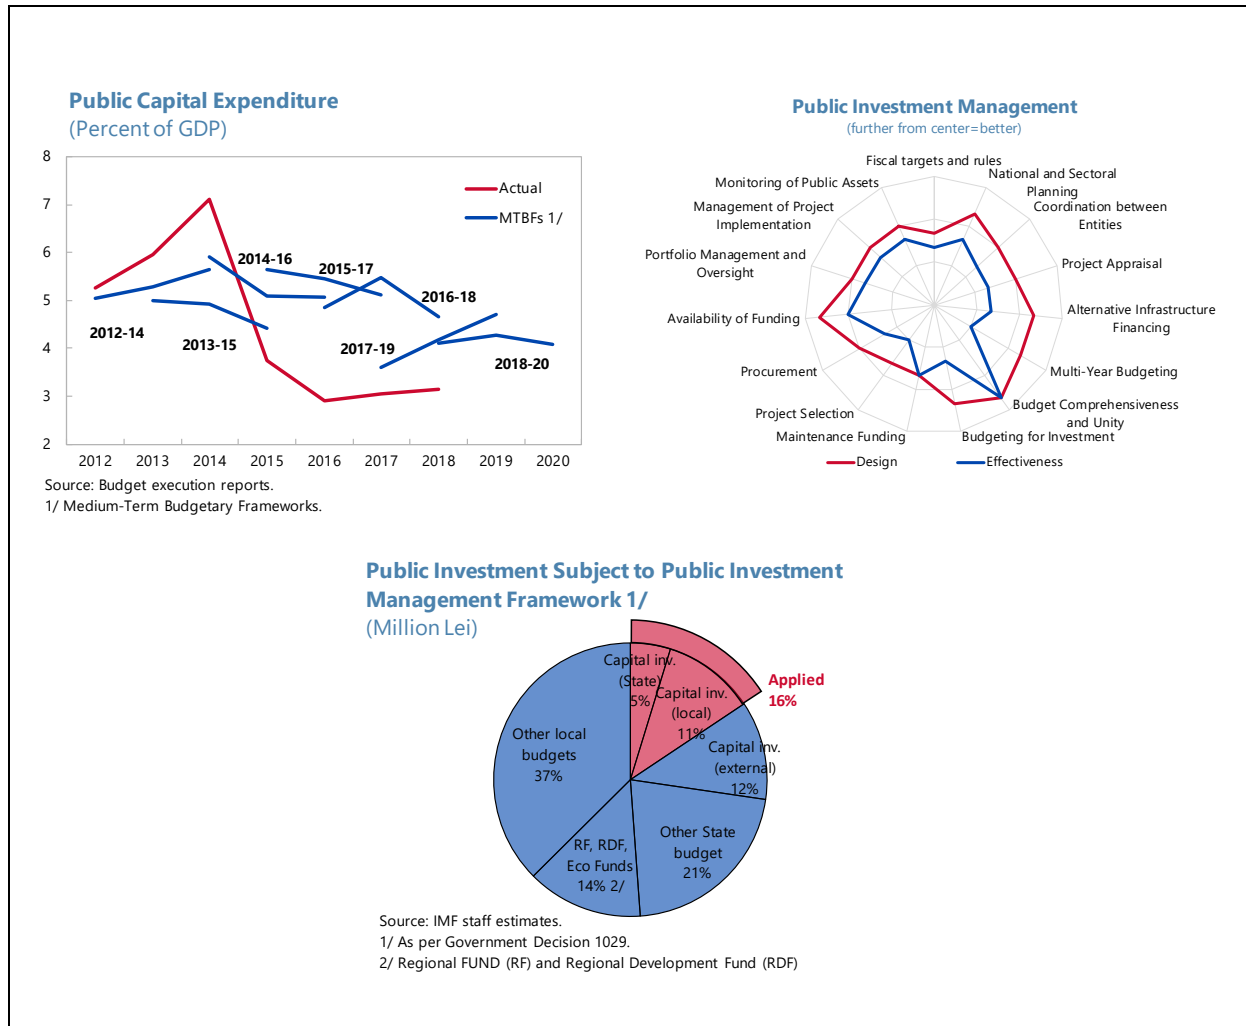 Public Capital Expenditure
(Percent of GDP)
8
7
6
5
4
3
2
Actual
MTBFs 1/
2014-16
2015-17
2016-18
2012-14
2013-15
2017-19
2018-20
2012 2013 2014 2015 2016 2017 2018 2019 2020
Source: Budget execution reports.
1/ Medium-Term Budgetary Frameworks.
Public Investment Management
(further from center=better)
Fiscal targets and rules
National and Sectoral
Planning
Coordination between
Entities
Project Appraisal
Alternative Infrastructure
Financing
Multi-Year Budgeting
Budget Comprehensiveness
and Unity
Budgeting for Investment
Maintenance Funding
Project Selection
Procurement
Availability of Funding
Portfolio Management and
Oversight
Management of Project
Implementation
Monitoring of Public Assets
Design
Effectiveness
Public Investment Subject to Public Investment
Management Framework 1/
(Million Lei)
Capital inv.
(State)
5%
Capital inv.
(local)
11%
Applied
16%
Capital inv.
(external)
12%
Other State
budget
21%
RF, RDF,
Eco Funds
14% 2/
Other local
budgets
37%
Source: IMF staff estimates.
1/ As per Government Decision 1029.
2/ Regional FUND (RF) and Regional Development Fund (RDF)